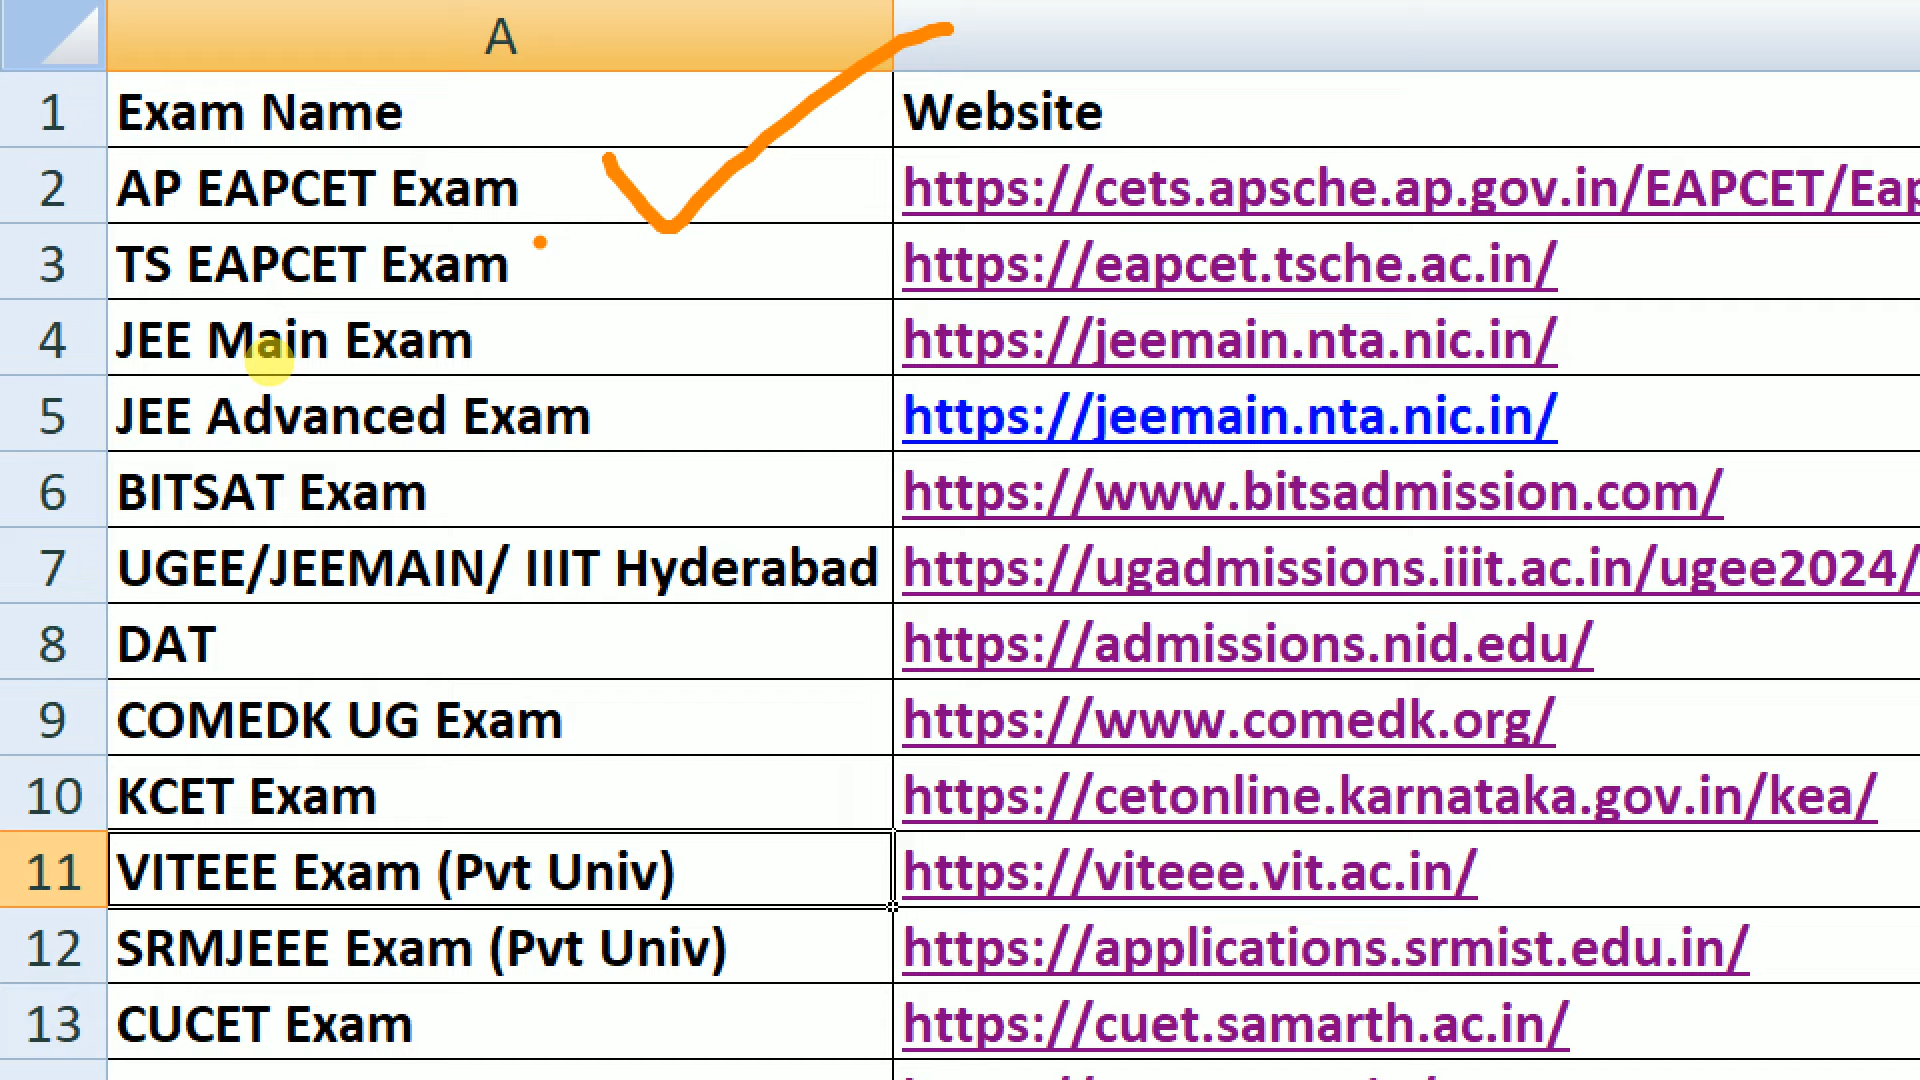 A
1 Exam Name Website
2 AP EAPCET Exam https://cets.apsche.ap.gov.in/EAPCET/Eap
3 TS EAPCET Exam https://eapcet.tsche.ac.in/
4 JEE Main Exam https://jeemain.nta.nic.in/
5 JEE Advanced Exam https://jeemain.nta.nic.in/
6 BITSAT Exam https://www.bitsadmission.com/
7 UGEE/JEEMAIN/ IIIT Hyderabad https://ugadmissions.iiit.ac.in/ugee2024/
8 DAT https://admissions.nid.edu/
9 COMEDK UG Exam https://www.comedk.org/
10 KCET Exam https://cetonline.karnataka.gov.in/kea/
11 VITEEE Exam (Pvt Univ) https://viteee.vit.ac.in/
12 SRMJEEE Exam (Pvt Univ) https://applications.srmist.edu.in/
13 CUCET Exam https://cuet.samarth.ac.in/